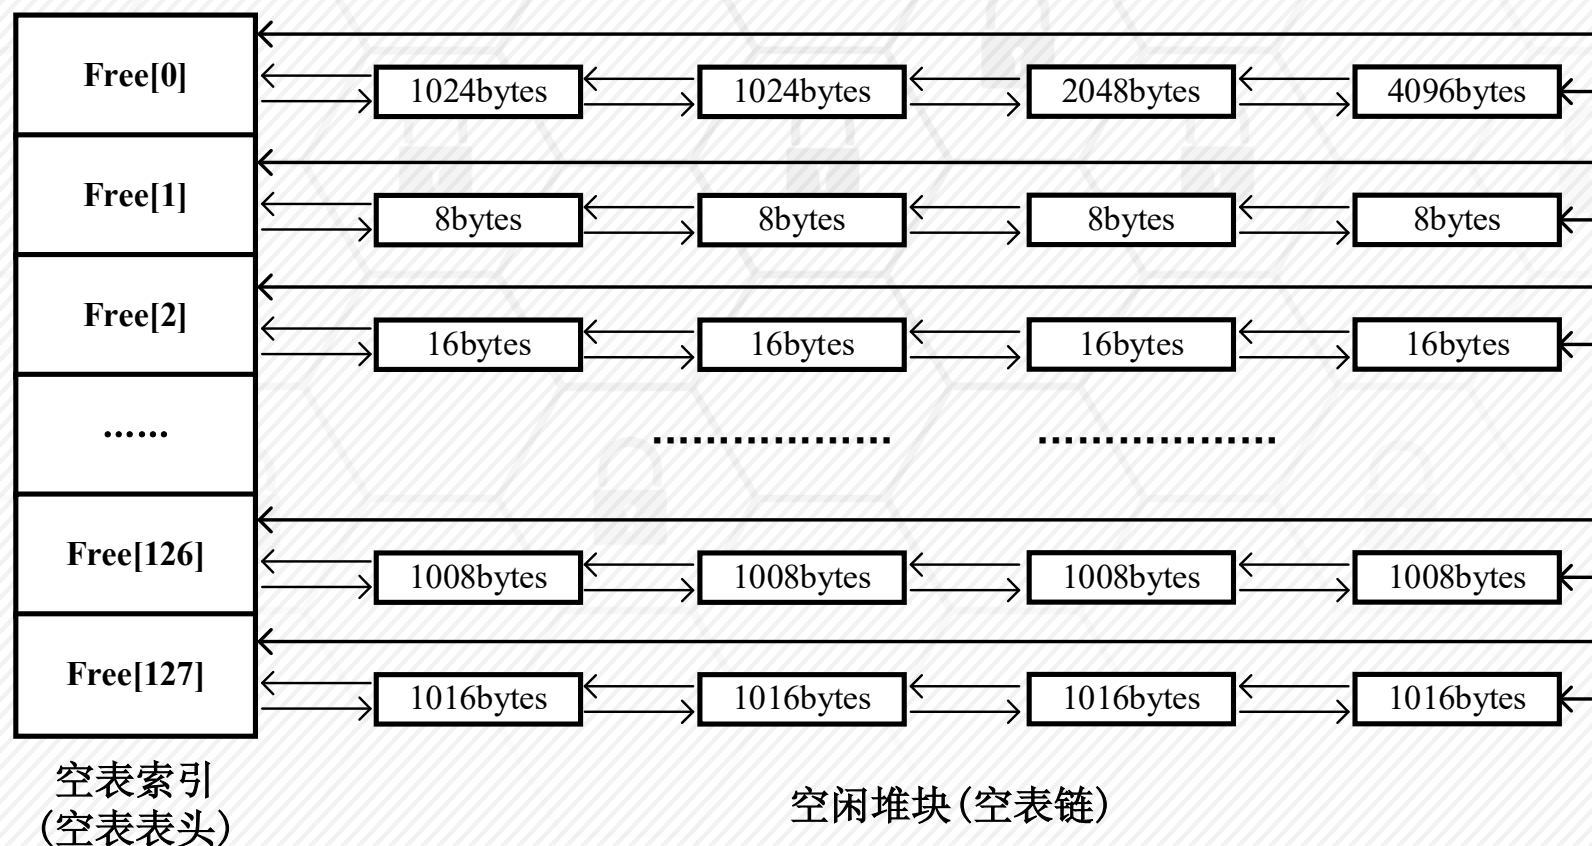 Free[0]
1024bytes 1024bytes 2048bytes 4096bytes
Free[1]
8bytes 8bytes 8bytes 8bytes
Free[2]
16bytes 16bytes 16bytes 16bytes
......
.................. ..................
Free[126]
1008bytes 1008bytes 1008bytes 1008bytes
Free[127]
1016bytes 1016bytes 1016bytes 1016bytes
空表索引
(空表表头)
空闲堆块(空表链)